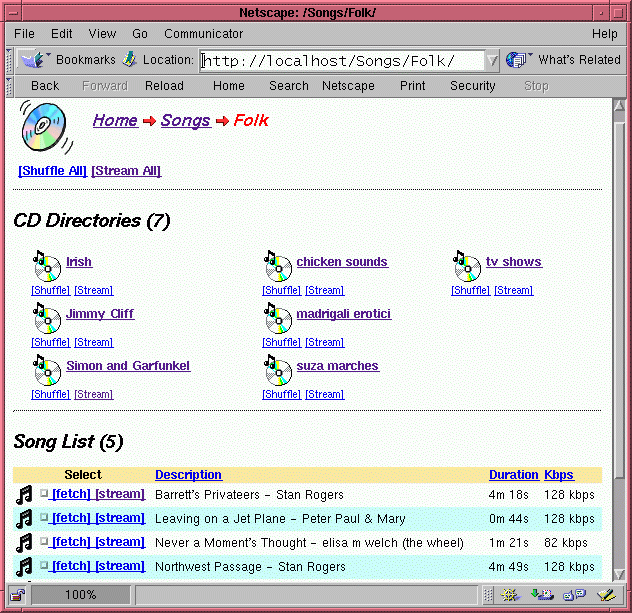 Netscape: /Songs/Folk/
File Edit View Go Communicator Help
Bookmarks Location: http://localhost/Songs/Folk/ What's Related
Back Forward Reload Home Search Netscape Print Security Stop
Home Songs Folk
[Shuffle All] [Stream All]
CD Directories (7)
Irish chicken sounds tv shows
[Shuffle] [Stream] [Shuffle] [Stream] [Shuffle] [Stream]
Jimmy Cliff madrigali erotici
[Shuffle] [Stream] [Shuffle] [Stream]
Simon and Garfunkel suza marches
[Shuffle] [Stream] [Shuffle] [Stream]
Song List (5)
Select Description Duration Kbps
[fetch] [stream] Barrett's Privateers - Stan Rogers 4m 18s 128 kbps
[fetch] [stream] Leaving on a Jet Plane - Peter Paul & Mary 0m 44s 128 kbps
[fetch] [stream] Never a Moment's Thought - elisa m welch (the wheel) 1m 21s 82 kbps
[fetch] [stream] Northwest Passage - Stan Rogers 4m 49s 128 kbps
100%